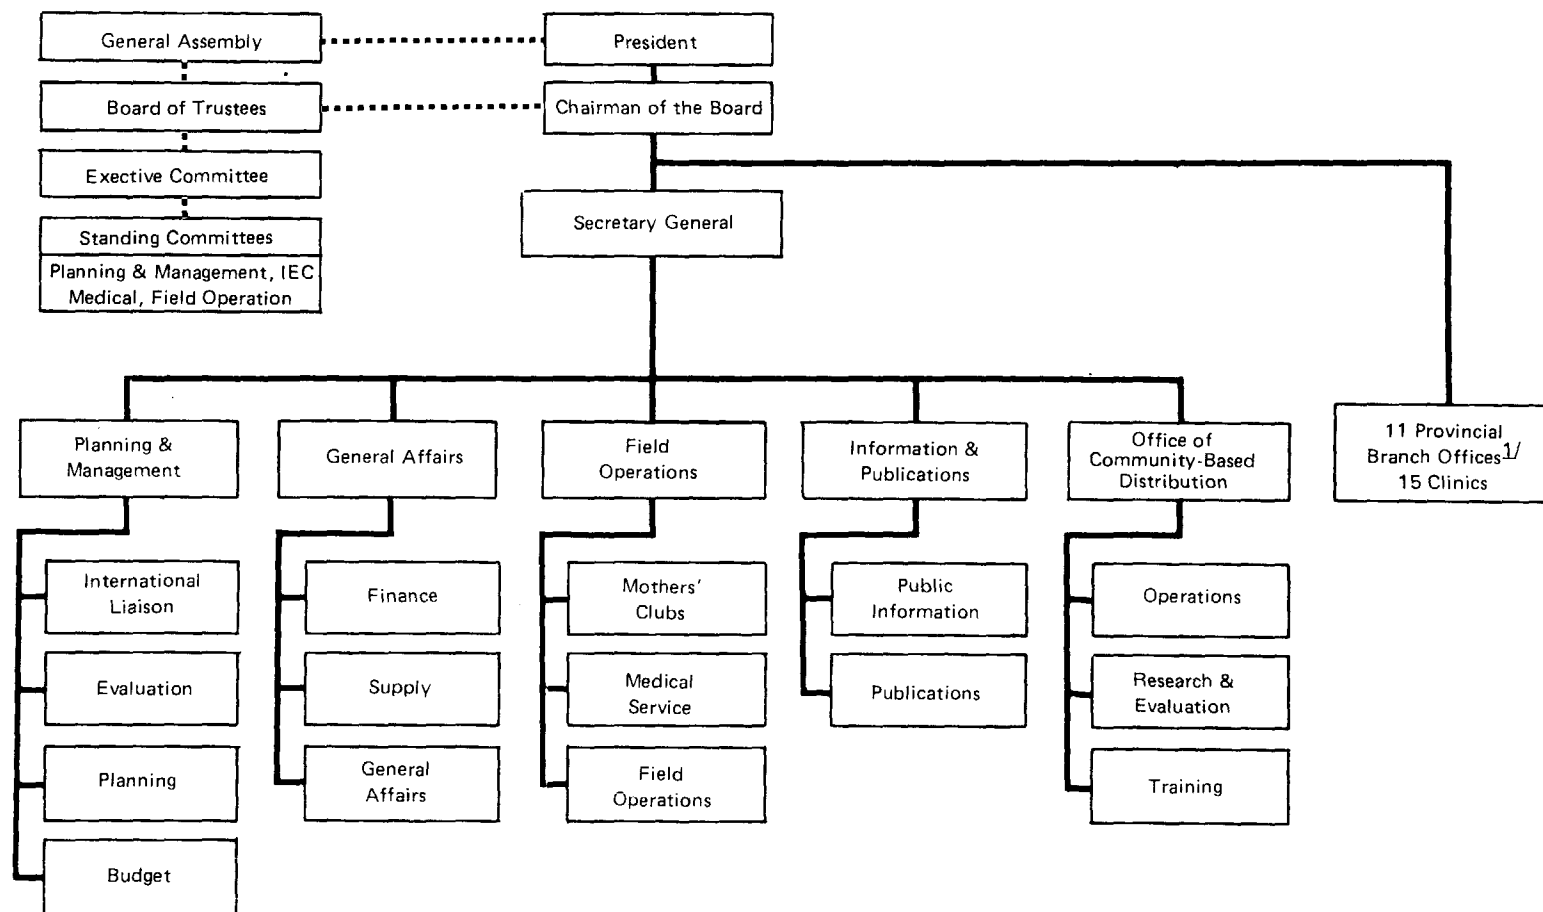 General Assembly
President
Board of Trustees
Chairman of the Board
Exective Committee
Secretary General
Standing Committees
Planning & Management, IEC
Medical, Field Operation
Planning &
Management
General Affairs
Field
Operations
Information &
Publications
Office of
Community-Based
Distribution
11 Provincial
Branch Offices 1/
15 Clinics
International
Liaison
Evaluation
Planning
Budget
Finance
Supply
General
Affairs
Mothers'
Clubs
Medical
Service
Field
Operations
Public
Information
Publications
Operations
Research &
Evaluation
Training